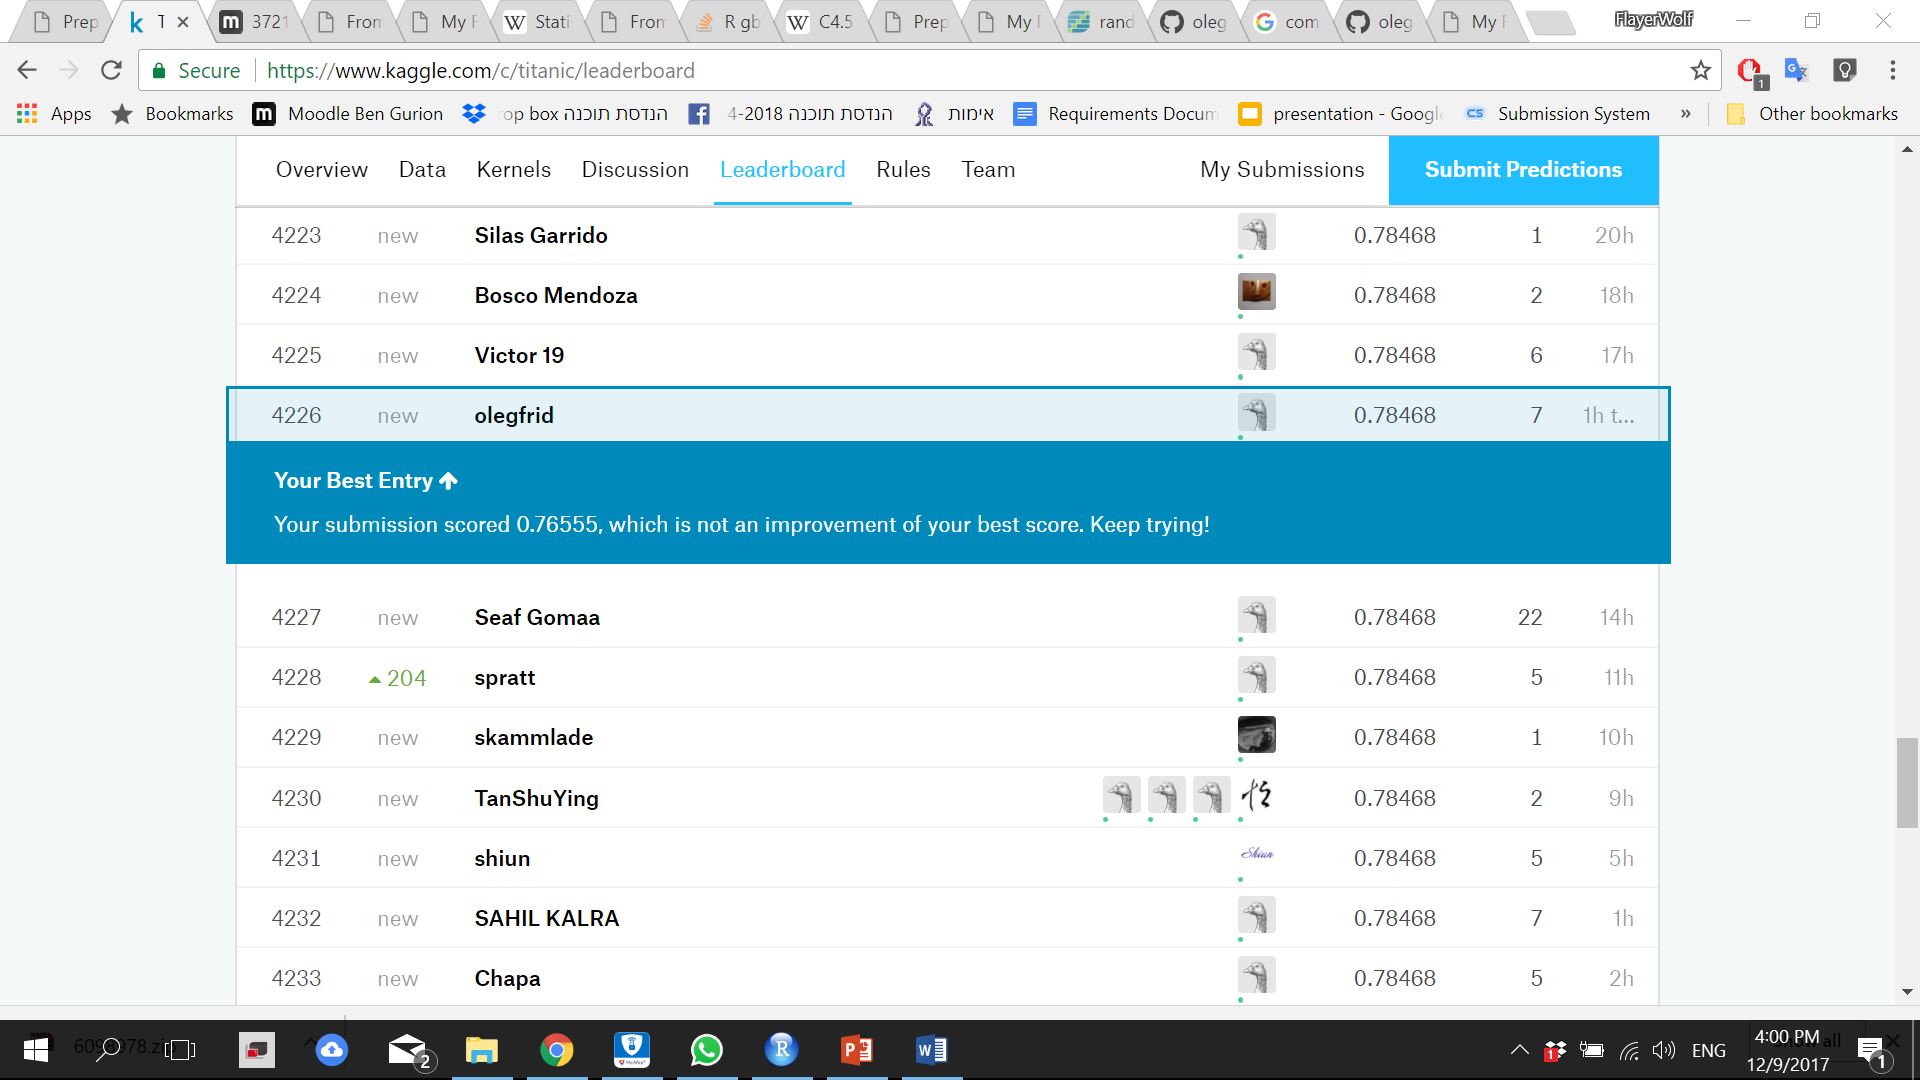 Prep T 3721 Fron My F Stati Fron R gb C4.5 Prep My F rand oleg com oleg My F FlayerWolf
Secure https://www.kaggle.com/c/titanic/leaderboard 1
Apps Bookmarks Moodle Ben Gurion rop box הנדסת תוכנה הנדסת תוכנה 4-2018 אימות Requirements Docum presentation - Googl Submission System » Other bookmarks
Overview Data Kernels Discussion Leaderboard Rules Team My Submissions Submit Predictions
4223 new Silas Garrido 0.78468 1 20h
4224 new Bosco Mendoza 0.78468 2 18h
4225 new Victor 19 0.78468 6 17h
4226 new olegfrid 0.78468 7 1h t...
Your Best Entry
Your submission scored 0.76555, which is not an improvement of your best score. Keep trying!
4227 new Seaf Gomaa 0.78468 22 14h
4228 204 spratt 0.78468 5 11h
4229 new skammlade 0.78468 1 10h
4230 new TanShuYing 0.78468 2 9h
4231 new shiun Shiun 0.78468 5 5h
4232 new SAHIL KALRA 0.78468 7 1h
4233 new Chapa 0.78468 5 2h
2 1 ENG 4:00 PM 1
12/9/2017